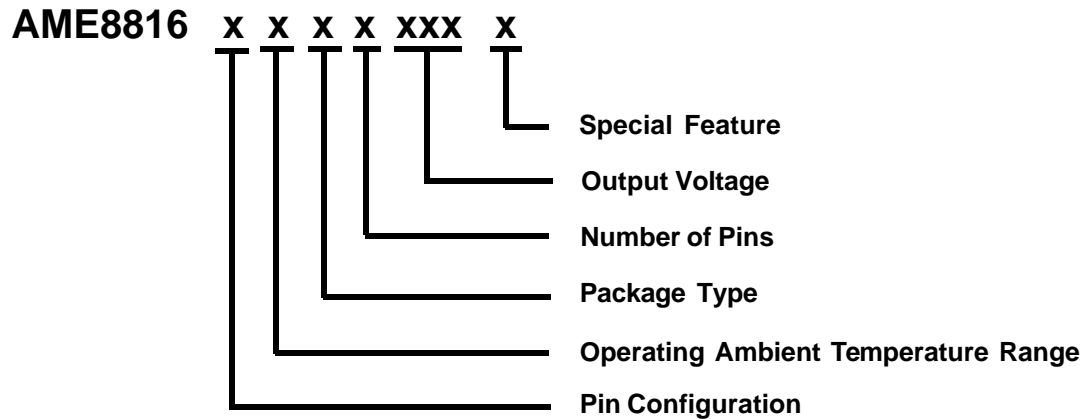 AME8816 x x x x xxx x
Special Feature
Output Voltage
Number of Pins
Package Type
Operating Ambient Temperature Range
Pin Configuration